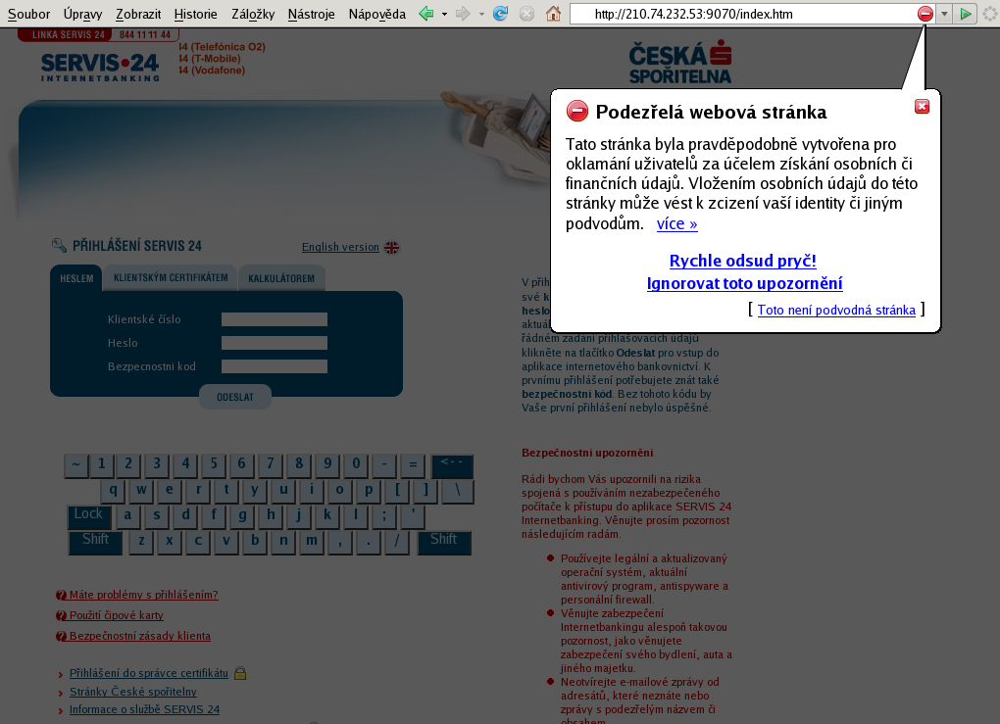 Soubor Úpravy Zobrazit Historie Záložky Nástroje Nápověda http://210.74.232.53:9070/index.htm
LINKA SERVIS 24 844 11 11 44
14 (Telefónica O2)
14 (T-Mobile)
14 (Vodafone)
SERVIS 24
INTERNETBANKING
ČESKÁ
SPOŘITELNA
Podezřelá webová stránka
Tato stránka byla pravděpodobně vytvořena pro
oklamání uživatelů za účelem získání osobních či
finančních údajů. Vložením osobních údajů do této
stránky může vést k zcizení vaší identity či jiným
podvodům. více »
Rychle odsud pryč!
Ignorovat toto upozornění
[ Toto není podvodná stránka ]
PŘIHLÁŠENÍ SERVIS 24
English version
HESLEM KLIENTSKÝM CERTIFIKÁTEM KALKULÁTOREM
Klientské číslo
Heslo
Bezpecnostni kod
ODESLAT
V přih
své k
heslo
aktuál
řádném zadání přihlašovacích údajů
klikněte na tlačítko Odeslat pro vstup do
aplikace internetového bankovnictví. K
prvnímu přihlášení potřebujete znát také
bezpečnostní kód. Bez tohoto kódu by
Vaše první přihlášení nebylo úspěšné.
~ 1 2 3 4 5 6 7 8 9 0 - = <--
q w e r t y u i o p [ ] \
Lock a s d f g h j k l ; '
Shift z x c v b n m , . / Shift
Bezpečnostní upozornění
Rádi bychom Vás upozornili na rizika
spojená s používáním nezabezpečeného
počítače k přístupu do aplikace SERVIS 24
Internetbanking. Věnujte prosím pozornost
následujícím radám.
Používejte legální a aktualizovaný
operační systém, aktuální
antivirový program, antispyware a
personální firewall.
Věnujte zabezpečení
Internetbankingu alespoň takovou
pozornost, jako věnujete
zabezpečení svého bydlení, auta a
jiného majetku.
Neotvírejte e-mailové zprávy od
adresátů, které neznáte nebo
zprávy s podezřelým názvem či
obsahem.
Máte problémy s přihlášením?
Použití čipové karty
Bezpečnostní zásady klienta
Přihlášení do správce certifikátu
Stránky České spořitelny
Informace o službě SERVIS 24